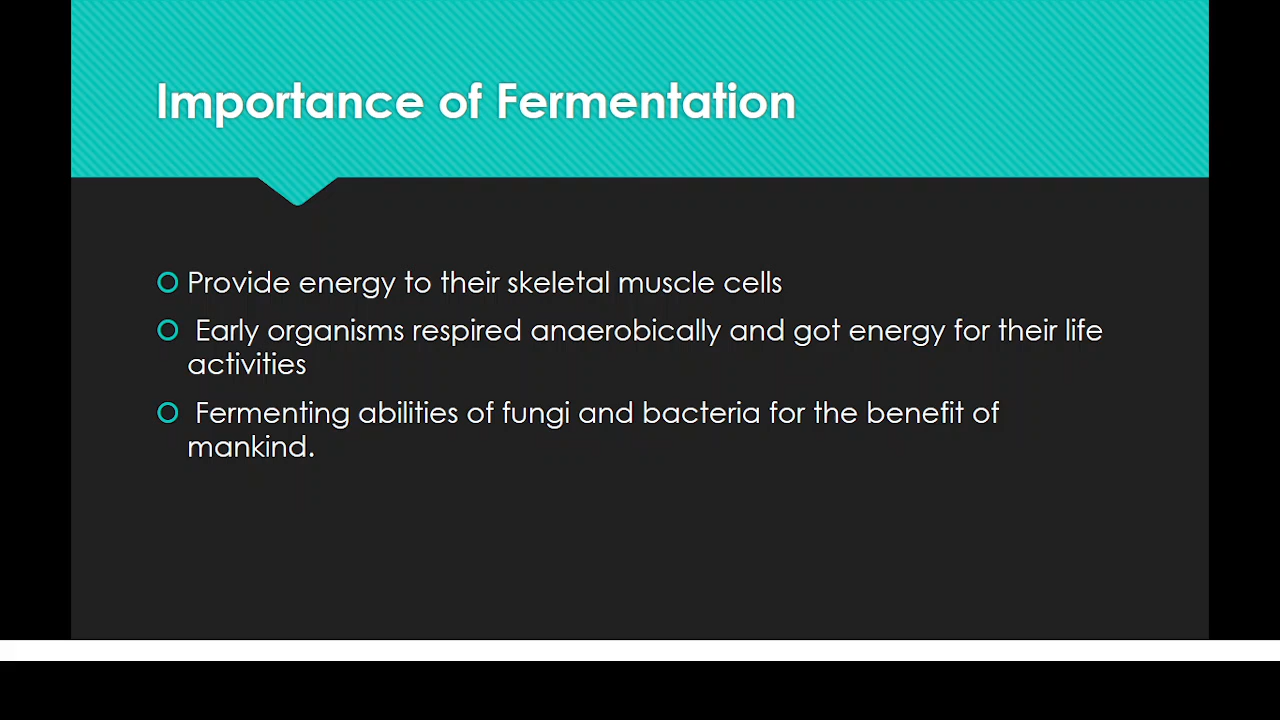 Importance of Fermentation
Provide energy to their skeletal muscle cells
Early organisms respired anaerobically and got energy for their life
activities
Fermenting abilities of fungi and bacteria for the benefit of
mankind.